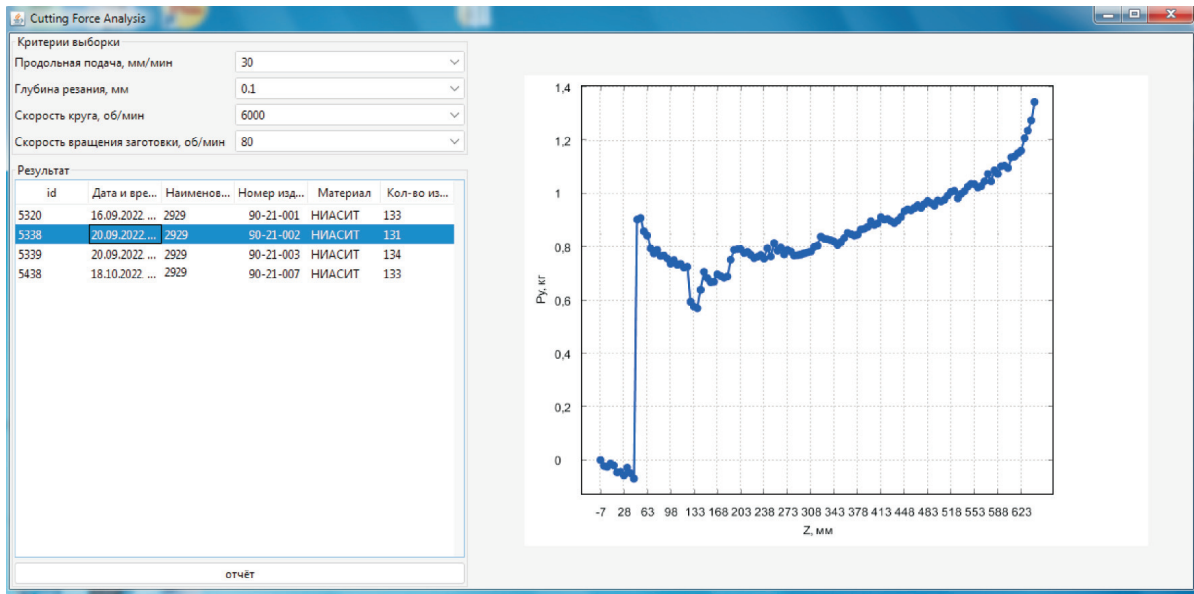 Cutting Force Analysis
Критерии выборки
Продольная подача, мм/мин 30
Глубина резания, мм 0.1
Скорость круга, об/мин 6000
Скорость вращения заготовки, об/мин 80
Результат
id Дата и вре... Наименов... Номер изд... Материал Кол-во из...
5320 16.09.2022 ... 2929 90-21-001 НИАСИТ 133
5338 20.09.2022.... 2929 90-21-002 НИАСИТ 131
5339 20.09.2022 ... 2929 90-21-003 НИАСИТ 134
5438 18.10.2022 ... 2929 90-21-007 НИАСИТ 133
отчёт
1,4
1,2
1
0,8
0,6
0,4
0,2
0
Py, кг
-7 28 63 98 133 168 203 238 273 308 343 378 413 448 483 518 553 588 623
Z, мм